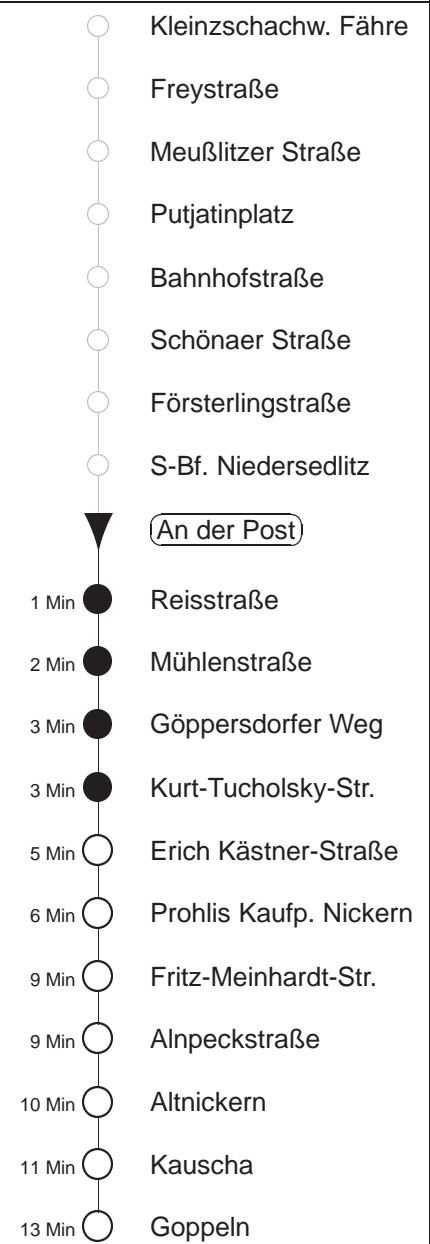 Kleinzschachw. Fähre
Freystraße
Meußlitzer Straße
Putjatinplatz
Bahnhofstraße
Schönaer Straße
Försterlingstraße
S-Bf. Niedersedlitz
An der Post
1 Min Reisstraße
2 Min Mühlenstraße
3 Min Göppersdorfer Weg
3 Min Kurt-Tucholsky-Str.
5 Min Erich Kästner-Straße
6 Min Prohlis Kaufp. Nickern
9 Min Fritz-Meinhardt-Str.
9 Min Alnpeckstraße
10 Min Altnickern
11 Min Kauscha
13 Min Goppeln